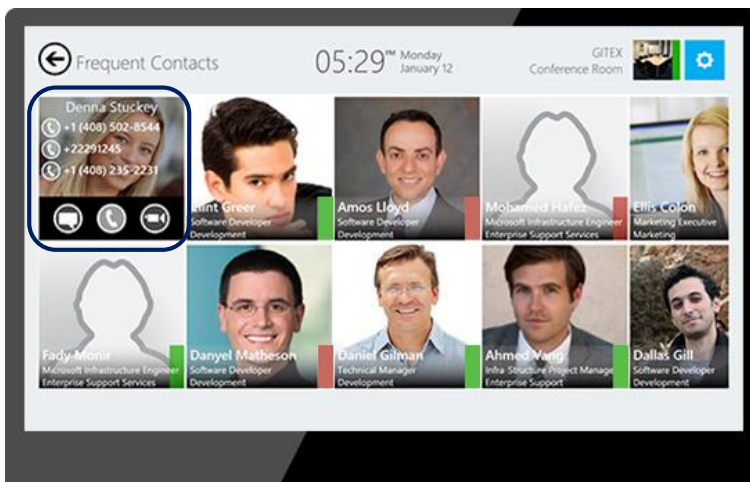 Frequent Contacts
05:29 PM
Monday
January 12
GITEX
Conference Room
Denna Stuckey
+1 (408) 502-8544
+22291245
+1 (408) 235-2231
Clint Greer
Software Developer
Development
Amos Lloyd
Software Developer
Development
Mohamed Hafez
Microsoft Infrastructure Engineer
Enterprise Support Services
Ellis Colon
Marketing Executive
Marketing
Fady Monir
Microsoft Infrastructure Engineer
Enterprise Support Services
Danyel Matheson
Software Developer
Development
Daniel Gilman
Technical Manager
Development
Ahmed Vang
Infra-Structure Project Manage
Enterprise Support
Dallas Gill
Software Developer
Development